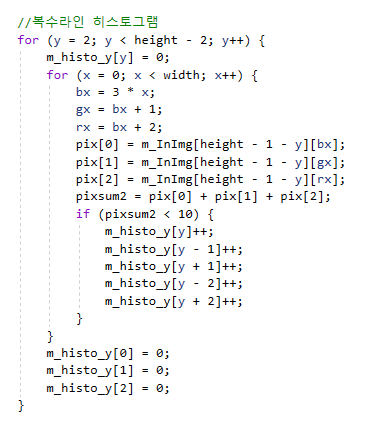 //복수라인 히스토그램
for (y = 2; y < height - 2; y++) {
m_histo_y[y] = 0;
for (x = 0; x < width; x++) {
bx = 3 * x;
gx = bx + 1;
rx = bx + 2;
pix[0] = m_InImg[height - 1 - y][bx];
pix[1] = m_InImg[height - 1 - y][gx];
pix[2] = m_InImg[height - 1 - y][rx];
pixsum2 = pix[0] + pix[1] + pix[2];
if (pixsum2 < 10) {
m_histo_y[y]++;
m_histo_y[y - 1]++;
m_histo_y[y + 1]++;
m_histo_y[y - 2]++;
m_histo_y[y + 2]++;
}
}
m_histo_y[0] = 0;
m_histo_y[1] = 0;
m_histo_y[2] = 0;
}